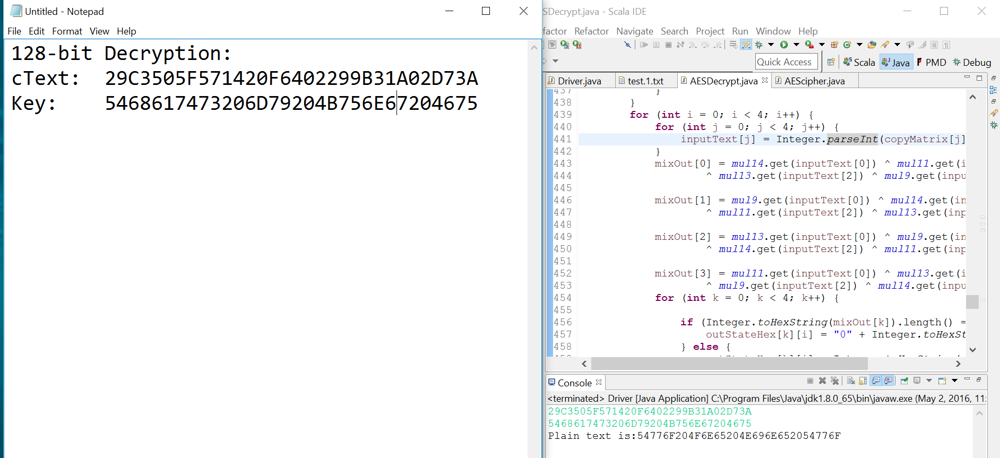 Untitled - Notepad
File Edit Format View Help
128-bit Decryption:
cText: 29C3505F571420F6402299B31A02D73A
Key: 5468617473206D79204B756E67204675
SDecrypt.java - Scala IDE
factor Refactor Navigate Search Project Run Window Help
Quick Access Scala Java PMD Debug
Driver.java test.1.txt AESDecrypt.java AEScipher.java
437 }
438 }
439 for (int i = 0; i < 4; i++) {
440 for (int j = 0; j < 4; j++) {
441 inputText[j] = Integer.parseInt(copyMatrix[j]
442 }
443 mixOut[0] = mul14.get(inputText[0]) ^ mul11.get(i
444 ^ mul13.get(inputText[2]) ^ mul9.get(inpu
445
446 mixOut[1] = mul9.get(inputText[0]) ^ mul14.get(in
447 ^ mul11.get(inputText[2]) ^ mul13.get(inp
448
449 mixOut[2] = mul13.get(inputText[0]) ^ mul9.get(in
450 ^ mul14.get(inputText[2]) ^ mul11.get(inp
451
452 mixOut[3] = mul11.get(inputText[0]) ^ mul13.get(i
453 ^ mul9.get(inputText[2]) ^ mul14.get(inpu
454 for (int k = 0; k < 4; k++) {
455
456 if (Integer.toHexString(mixOut[k]).length() =
457 outStateHex[k][i] = "0" + Integer.toHexSt
458 } else {
Console
<terminated> Driver [Java Application] C:\Program Files\Java\jdk1.8.0_65\bin\javaw.exe (May 2, 2016, 11:
29C3505F571420F6402299B31A02D73A
5468617473206D79204B756E67204675
Plain text is:54776F204F6E65204E696E652054776F